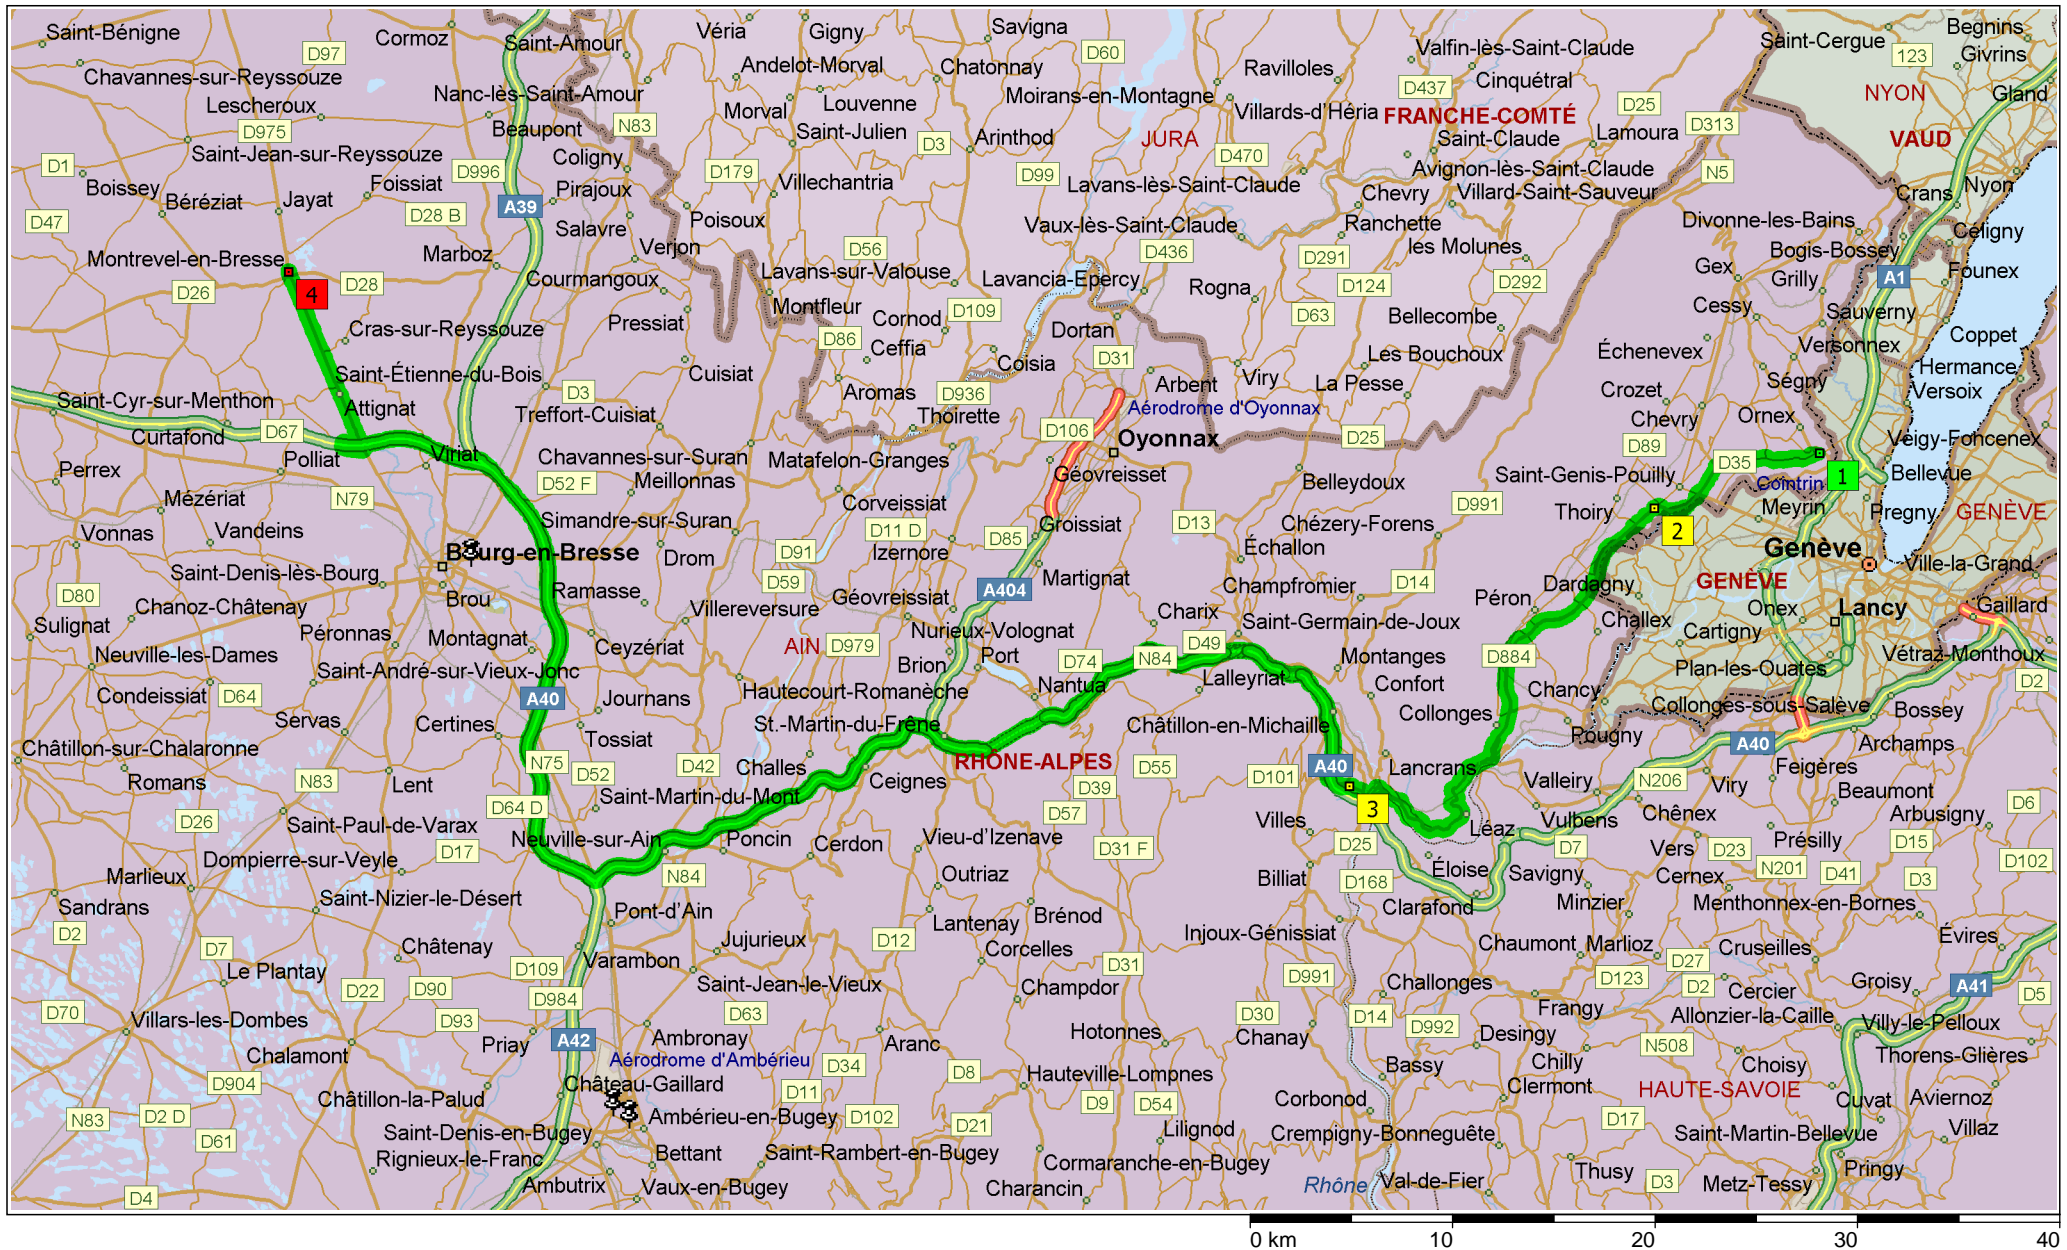 Saint-Bénigne
D97
Cormoz
Saint-Amour
Véria
Gigny
Savigna
D60
Valfin-lès-Saint-Claude
Saint-Cergue
Begnins
123
Givrins
Chavannes-sur-Reyssouze
Andelot-Morval
Chatonnay
Ravilloles
Cinquétral
D437
Lescheroux
Nanc-lès-Saint-Amour
Morval
Louvenne
Moirans-en-Montagne
Villards-d'Héria
FRANCHE-COMTÉ
D25
NYON
Gland
D975
Beaupont
N83
Saint-Julien
D3
Arinthod
JURA
Saint-Claude
Lamoura
D313
VAUD
D1
Saint-Jean-sur-Reyssouze
D996
Coligny
D179
D99
D470
Avignon-lès-Saint-Claude
N5
Boissey
Foissiat
Pirajoux
Villechantria
Lavans-lès-Saint-Claude
Chevry
Villard-Saint-Sauveur
Crans
Nyon
Béréziat
Jayat
D28 B
A39
Poisoux
D47
Salavre
Vaux-lès-Saint-Claude
Ranchette
Divonne-les-Bains
Céligny
Montrevel-en-Bresse
Marboz
Verjon
D56
D436
D291
les Molunes
Bogis-Bossey
D26
4
D28
Courmangoux
Lavans-sur-Valouse
Lavancia-Epercy
Rogna
D124
D292
Gex
Grilly
A1
Founex
Montfleur
D109
D63
Bellecombe
Cessy
Sauverny
Cras-sur-Reyssouze
Pressiat
Cornod
D86
Ceffia
Dortan
Coppet
Coisia
D31
Les Bouchoux
Échenevex
Versonnex
Hermance
Saint-Étienne-du-Bois
Cuisiat
Aromas
D936
Arbent
Viry
La Pesse
Crozet
Ségny
Versoix
Saint-Cyr-sur-Menthon
Attignat
D3
Treffort-Cuisiat
Thoirette
Aérodrome d'Oyonnax
Chevry
Ornex
Curtafond
D67
D106
Oyonnax
D25
D89
Veigy-Foncenex
Polliat
Viriat
Chavannes-sur-Suran
Matafelon-Granges
Géovreisset
D35
1
Bellevue
Perrex
D52 F
Meillonnas
Belleydoux
Saint-Genis-Pouilly
Cointrin
Mézériat
N79
Corveissiat
D991
Thoiry
2
Meyrin
Pregny
GENÈVE
Vonnas
Vandeins
Simandre-sur-Suran
D11 D
D85
Groissiat
D13
Chézery-Forens
Bourg-en-Bresse
Drom
D91
Izernore
Échallon
Genève
Ville-la-Grand
Saint-Denis-lès-Bourg
D59
A404
Martignat
Champfromier
D14
Dardagny
GENÈVE
D80
Chanoz-Châtenay
Brou
Ramasse
Villereversure
Géovreissiat
Charix
Péron
Onex
Lancy
Gaillard
Sulignat
Péronnas
Montagnat
Ceyzériat
AIN
D979
Nurieux-Volognat
Saint-Germain-de-Joux
Challex
Cartigny
Neuville-les-Dames
Saint-André-sur-Vieux-Jonc
Brion
Port
D74
N84
D49
Montanges
D884
Plan-les-Ouates
Vétraz-Monthoux
Condeissiat
D64
A40
Journans
Hautecourt-Romanèche
Nantua
Lalleyriat
Confort
Chancy
D2
Servas
Certines
St.-Martin-du-Frêne
Châtillon-en-Michaille
Collonges
Collonges-sous-Salève
Bossey
Châtillon-sur-Chalaronne
Tossiat
Pougny
A40
Archamps
Romans
N83
Lent
N75
D52
D42
Challes
Ceignes
RHÔNE-ALPES
D55
D101
A40
Lancrans
Valleiry
N206
Viry
Feigères
D64 D
Saint-Martin-du-Mont
D39
3
Chênex
Beaumont
D6
D26
Saint-Paul-de-Varax
Neuville-sur-Ain
Poncin
Cerdon
Vieu-d'Izenave
D57
Villes
Léaz
Vulbens
Présilly
Arbusigny
Marlieux
Dompierre-sur-Veyle
D17
N84
D31 F
D25
D7
Vers
D23
D15
D102
Saint-Nizier-le-Désert
Outriaz
Billiat
D168
Éloise
Savigny
Cernex
N201
D41
D3
Sandrans
Pont-d'Ain
Lantenay
Brénod
Clarafond
Minzier
Menthonnex-en-Bornes
D2
D7
Châtenay
Jujurieux
D12
Corcelles
Injoux-Génissiat
Chaumont
Marlioz
Cruseilles
Évires
Le Plantay
D109
Varambon
D31
D991
D27
D22
D90
D984
Saint-Jean-le-Vieux
Champdor
Challonges
D123
D2
Cercier
Groisy
A41
D5
D70
Villars-les-Dombes
D93
D63
D30
D14
Frangy
Allonzier-la-Caille
Villy-le-Pelloux
Chalamont
Priay
A42
Ambronay
Aranc
Hotonnes
Chanay
D992
Desingy
N508
Aérodrome d'Ambérieu
D34
Bassy
Chilly
Choisy
Thorens-Glières
D904
Châtillon-la-Palud
Château-Gaillard
D11
D8
Hauteville-Lompnes
Clermont
HAUTE-SAVOIE
N83
D2 D
D61
Ambérieu-en-Bugey
D102
D21
D9
D54
Corbonod
D17
Cuvat
Aviernoz
Saint-Denis-en-Bugey
Lilignod
Crempigny-Bonneguête
Saint-Martin-Bellevue
Villaz
Rignieux-le-Franc
Bettant
Saint-Rambert-en-Bugey
Cormaranche-en-Bugey
Thusy
Pringy
D4
Ambutrix
Vaux-en-Bugey
Charancin
Rhône
Val-de-Fier
D3
Metz-Tessy
0 km 10 20 30 40